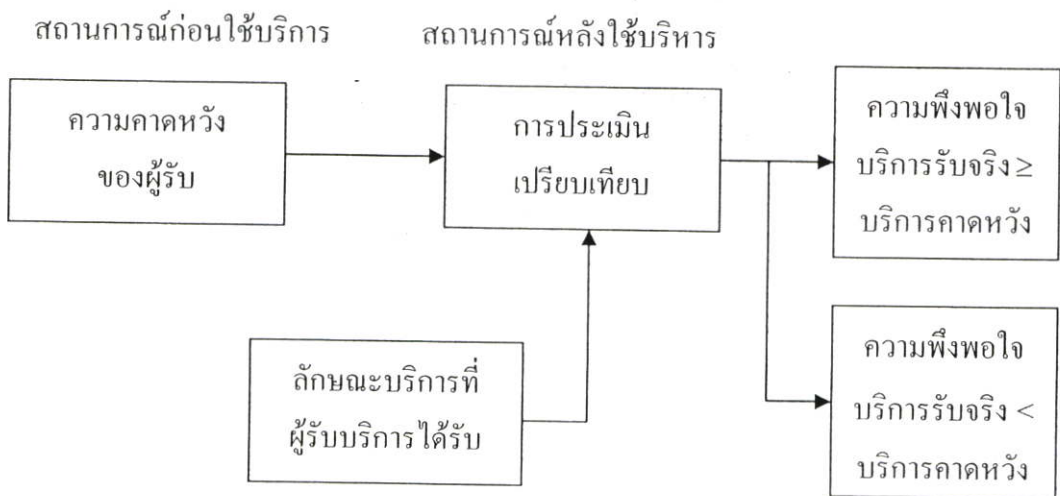 สถานการณ์ก่อนใช้บริการ
สถานการณ์หลังใช้บริหาร
ความคาดหวัง
ของผู้รับ
การประเมิน
เปรียบเทียบ
ความพึงพอใจ
บริการรับจริง ≥
บริการคาดหวัง
ลักษณะบริการที่
ผู้รับบริการได้รับ
ความพึงพอใจ
บริการรับจริง <
บริการคาดหวัง